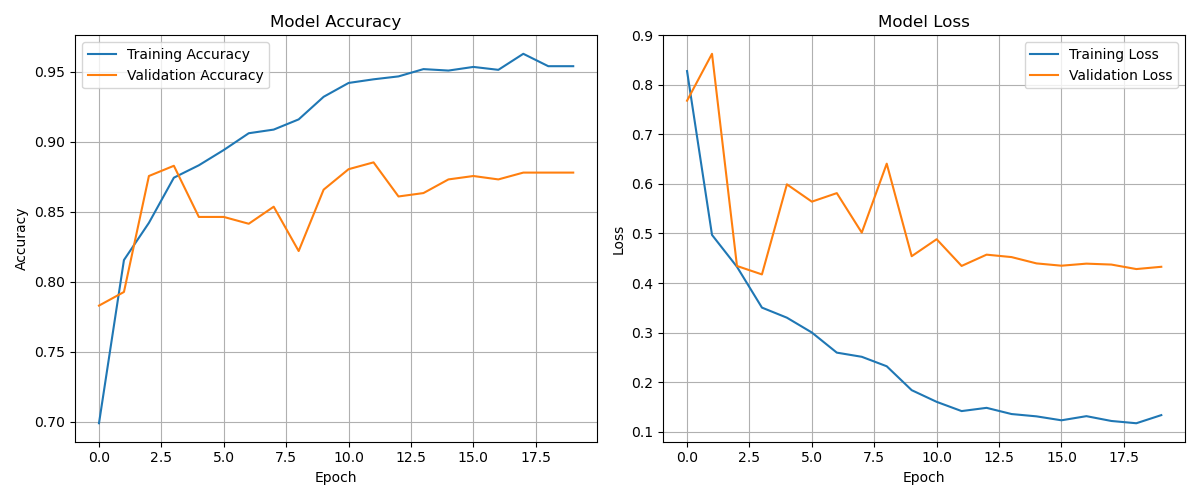 Model Accuracy
Training Accuracy
Validation Accuracy
0.95
0.90
0.85
0.80
0.75
0.70
Accuracy
0.0 2.5 5.0 7.5 10.0 12.5 15.0 17.5
Epoch
Model Loss
Training Loss
Validation Loss
0.9
0.8
0.7
0.6
0.5
0.4
0.3
0.2
0.1
Loss
0.0 2.5 5.0 7.5 10.0 12.5 15.0 17.5
Epoch